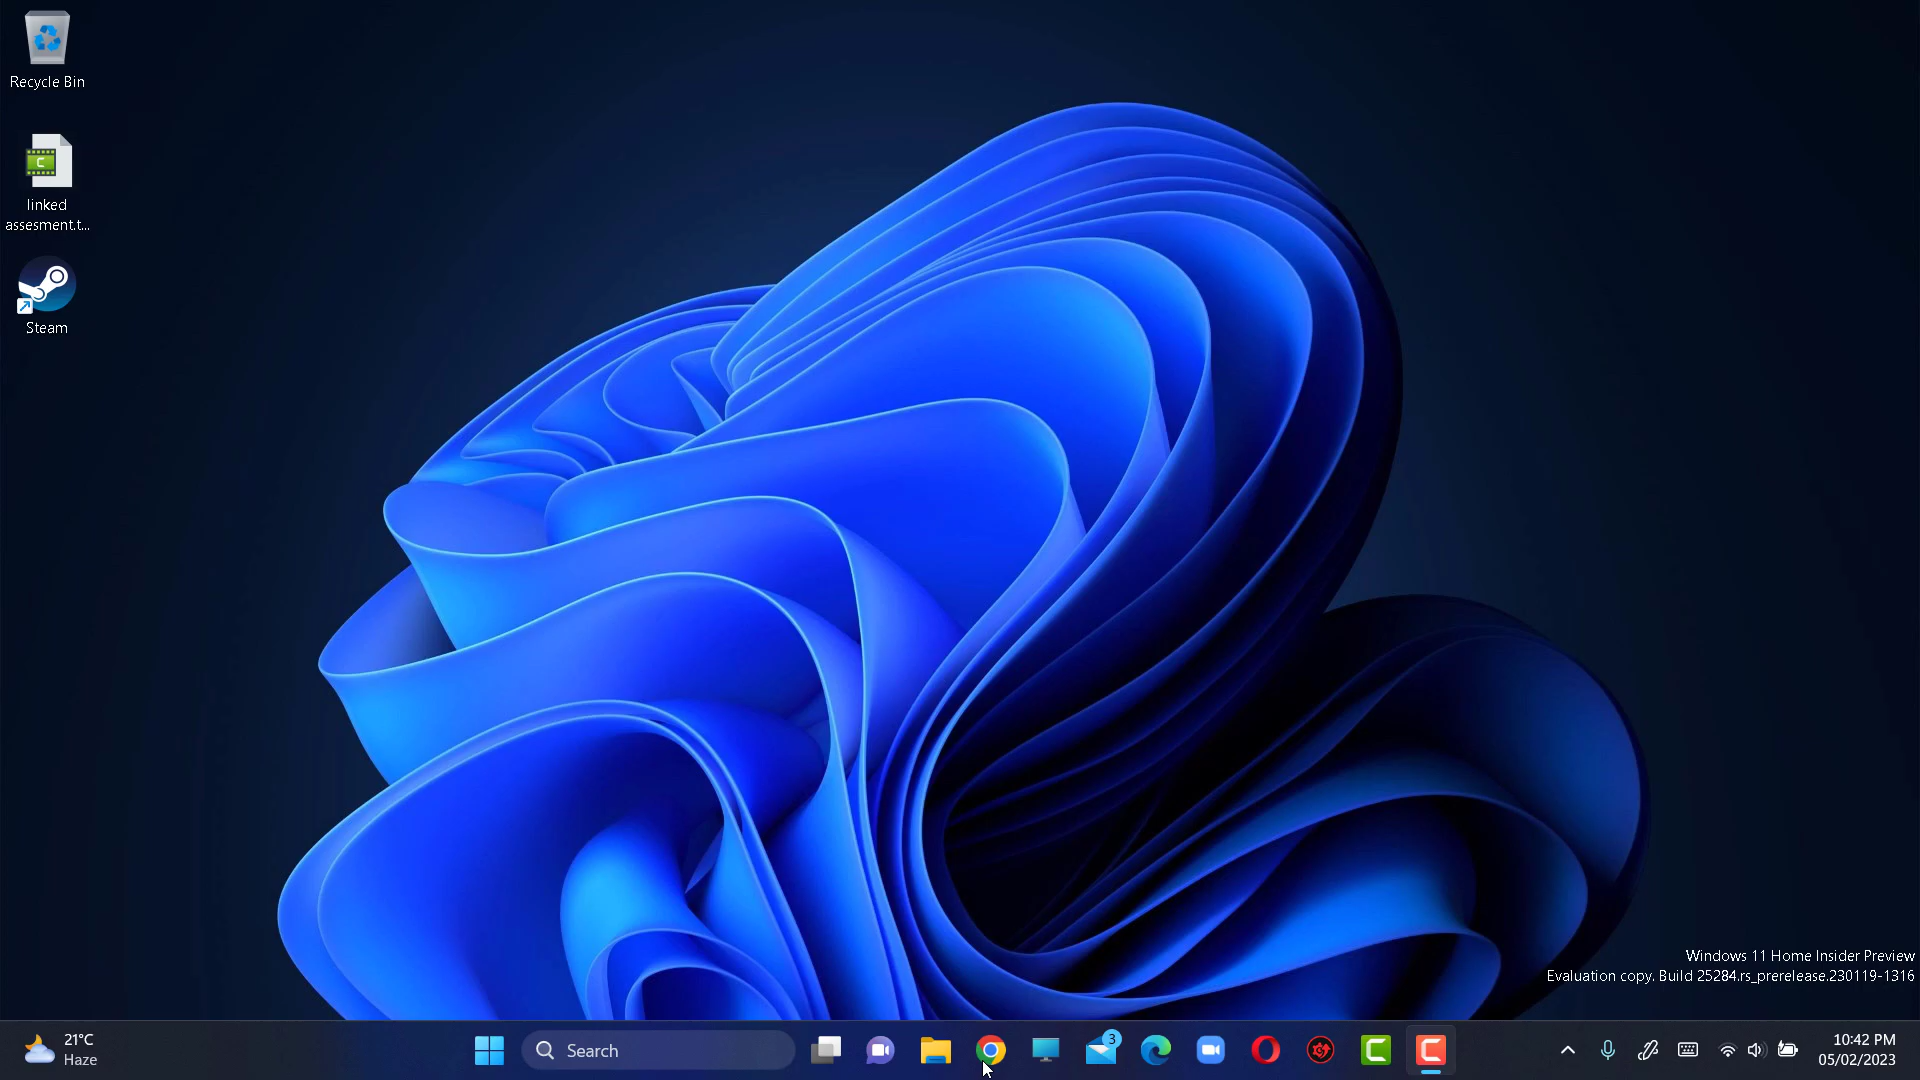 Recycle Bin
linked
assesment.t...
Steam
Windows 11 Home Insider Preview
Evaluation copy. Build 25284.rs_prerelease.230119-1316
21°C
Haze
Search
3
10:42 PM
05/02/2023